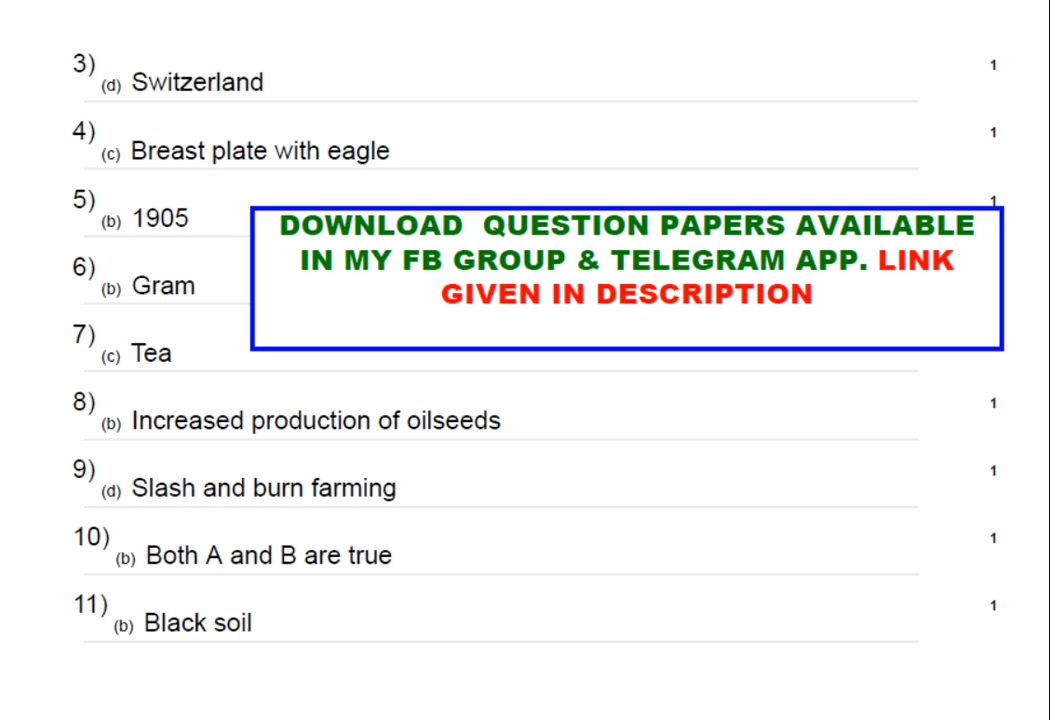 3) 1
(d) Switzerland
4) 1
(c) Breast plate with eagle
5) 1
(b) 1905
DOWNLOAD QUESTION PAPERS AVAILABLE
IN MY FB GROUP & TELEGRAM APP. LINK
GIVEN IN DESCRIPTION
6)
(b) Gram
7)
(c) Tea
8) 1
(b) Increased production of oilseeds
9) 1
(d) Slash and burn farming
10) 1
(b) Both A and B are true
11) 1
(b) Black soil